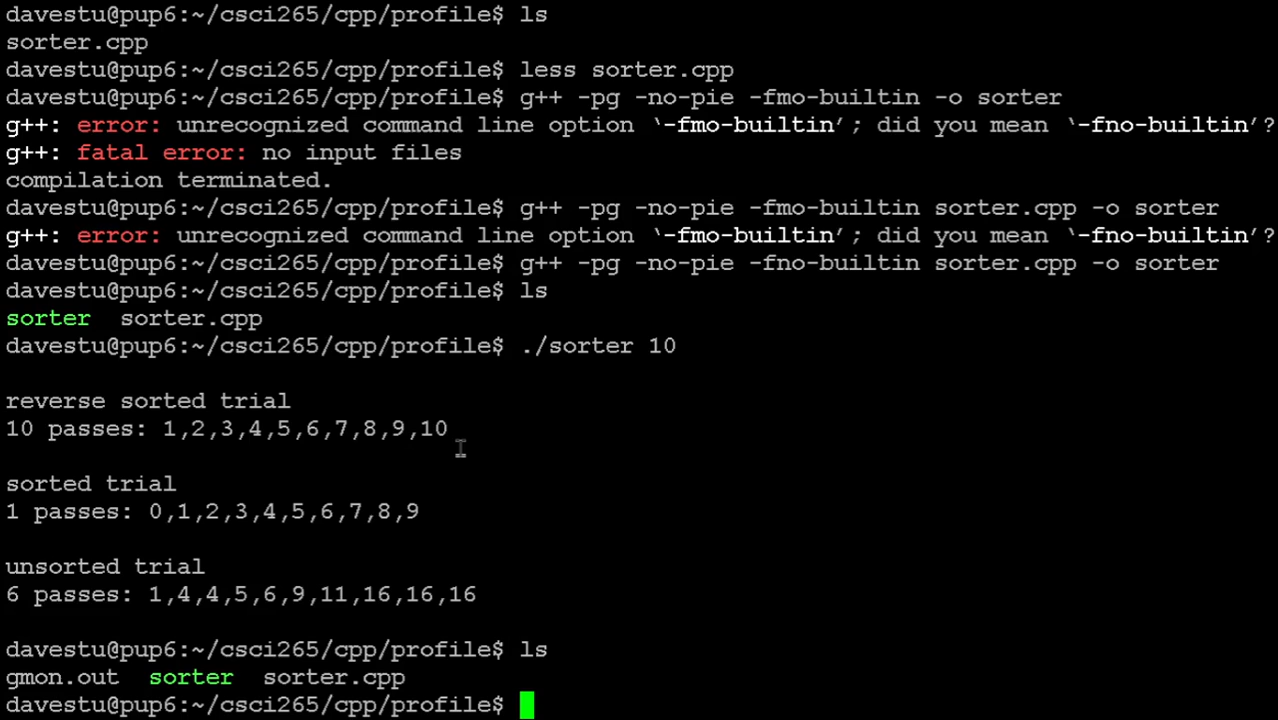 davestu@pup6:~/csci265/cpp/profile$ ls
sorter.cpp
davestu@pup6:~/csci265/cpp/profile$ less sorter.cpp
davestu@pup6:~/csci265/cpp/profile$ g++ -pg -no-pie -fmo-builtin -o sorter
g++: error: unrecognized command line option ‘-fmo-builtin’; did you mean ‘-fno-builtin’?
g++: fatal error: no input files
compilation terminated.
davestu@pup6:~/csci265/cpp/profile$ g++ -pg -no-pie -fmo-builtin sorter.cpp -o sorter
g++: error: unrecognized command line option ‘-fmo-builtin’; did you mean ‘-fno-builtin’?
davestu@pup6:~/csci265/cpp/profile$ g++ -pg -no-pie -fno-builtin sorter.cpp -o sorter
davestu@pup6:~/csci265/cpp/profile$ ls
sorter  sorter.cpp
davestu@pup6:~/csci265/cpp/profile$ ./sorter 10
reverse sorted trial
10 passes: 1,2,3,4,5,6,7,8,9,10
sorted trial
1 passes: 0,1,2,3,4,5,6,7,8,9
unsorted trial
6 passes: 1,4,4,5,6,9,11,16,16,16
davestu@pup6:~/csci265/cpp/profile$ ls
gmon.out  sorter  sorter.cpp
davestu@pup6:~/csci265/cpp/profile$